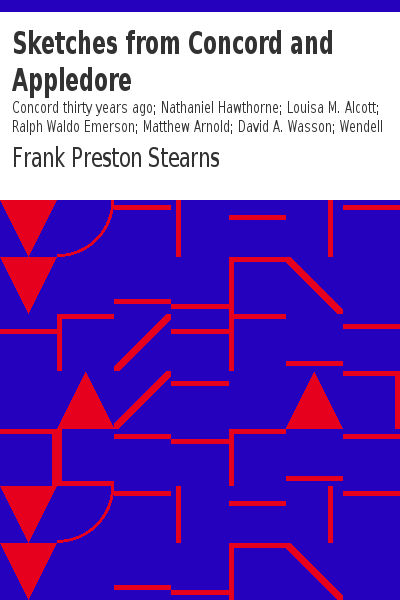 Sketches from Concord and
Appledore
Concord thirty years ago; Nathaniel Hawthorne; Louisa M. Alcott;
Ralph Waldo Emerson; Matthew Arnold; David A. Wasson; Wendell
Frank Preston Stearns